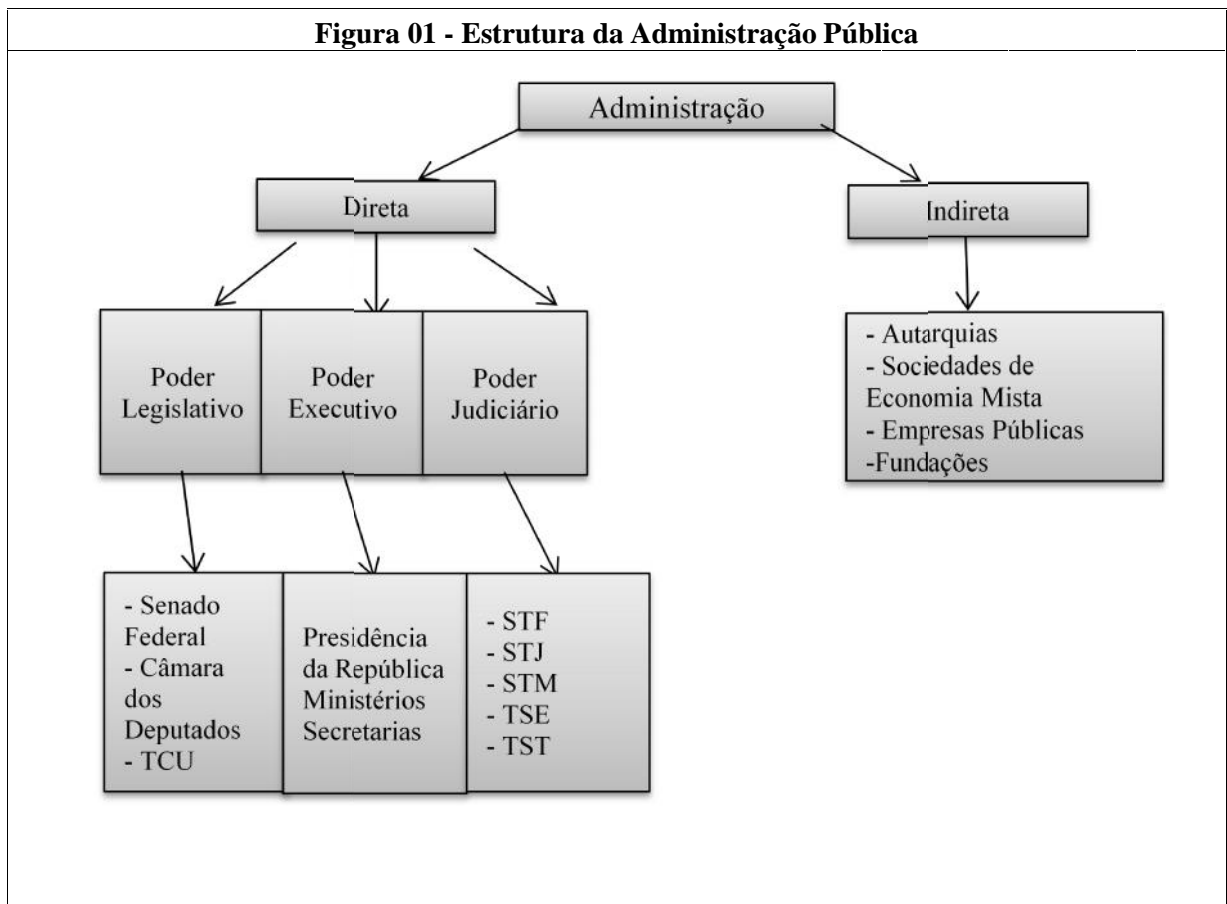 Figura 01 - Estrutura da Administração Pública
Administração
Direta
Indireta
Poder
Legislativo
Poder
Executivo
Poder
Judiciário
- Autarquias
- Sociedades de
Economia Mista
- Empresas Públicas
-Fundações
- Senado
Federal
- Câmara
dos
Deputados
- TCU
Presidência
da República
Ministérios
Secretarias
- STF
- STJ
- STM
- TSE
- TST